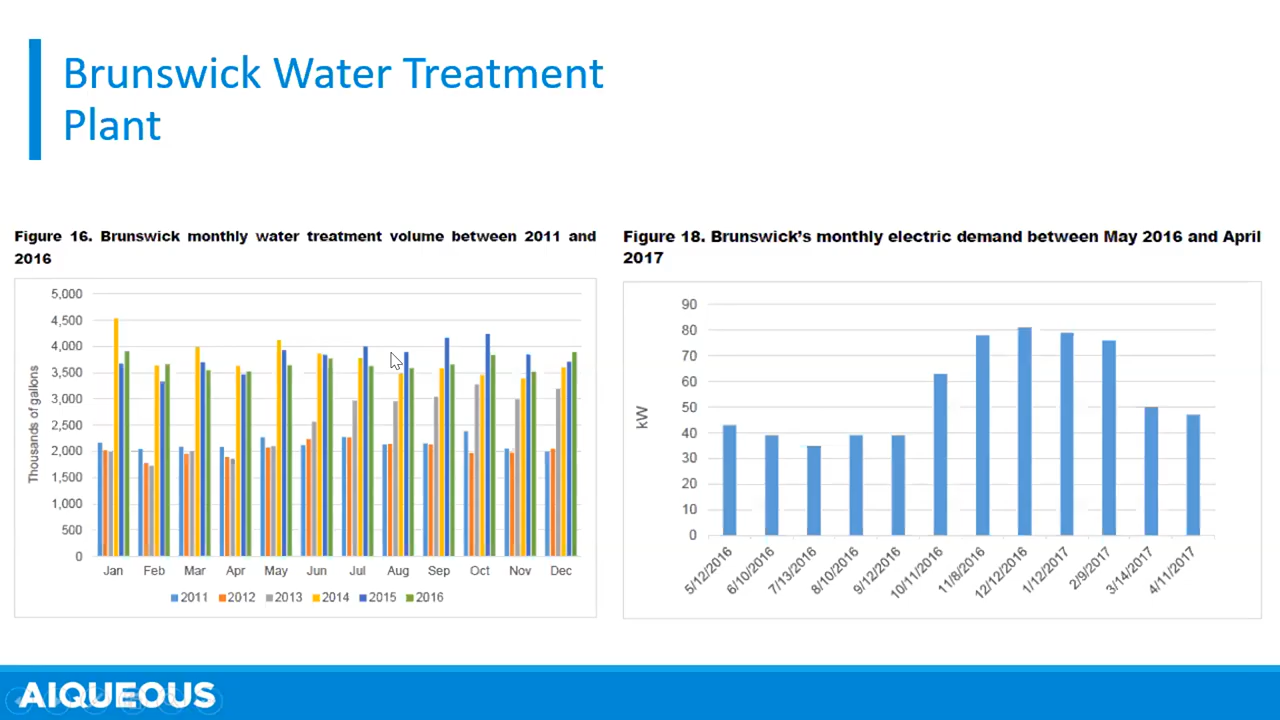 Brunswick Water Treatment
Plant
Figure 16. Brunswick monthly water treatment volume between 2011 and
2016
5,000
4,500
4,000
3,500
3,000
2,500
2,000
1,500
1,000
500
0
Thousands of gallons
Jan Feb Mar Apr May Jun Jul Aug Sep Oct Nov Dec
2011 2012 2013 2014 2015 2016
Figure 18. Brunswick's monthly electric demand between May 2016 and April
2017
90
80
70
60
50
40
30
20
10
0
kW
5/12/2016 6/10/2016 7/13/2016 8/10/2016 9/12/2016 10/11/2016 11/8/2016 12/12/2016 1/12/2017 2/9/2017 3/14/2017 4/11/2017
AIQUEOUS